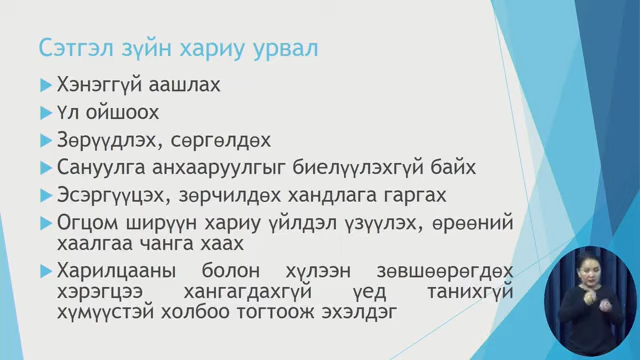 Сэтгэл зүйн хариу урвал
Хэнэггүй аашлах
Үл ойшоох
Зөрүүдлэх, сөргөлдөх
Сануулга анхааруулгыг биелүүлэхгүй байх
Эсэргүүцэх, зөрчилдөх хандлага гаргах
Огцом ширүүн хариу үйлдэл үзүүлэх, өрөөний
хаалгаа чанга хаах
Харилцааны болон хүлээн зөвшөөрөгдөх
хэрэгцээ хангагдахгүй үед танихгүй
хүмүүстэй холбоо тогтоож эхэлдэг